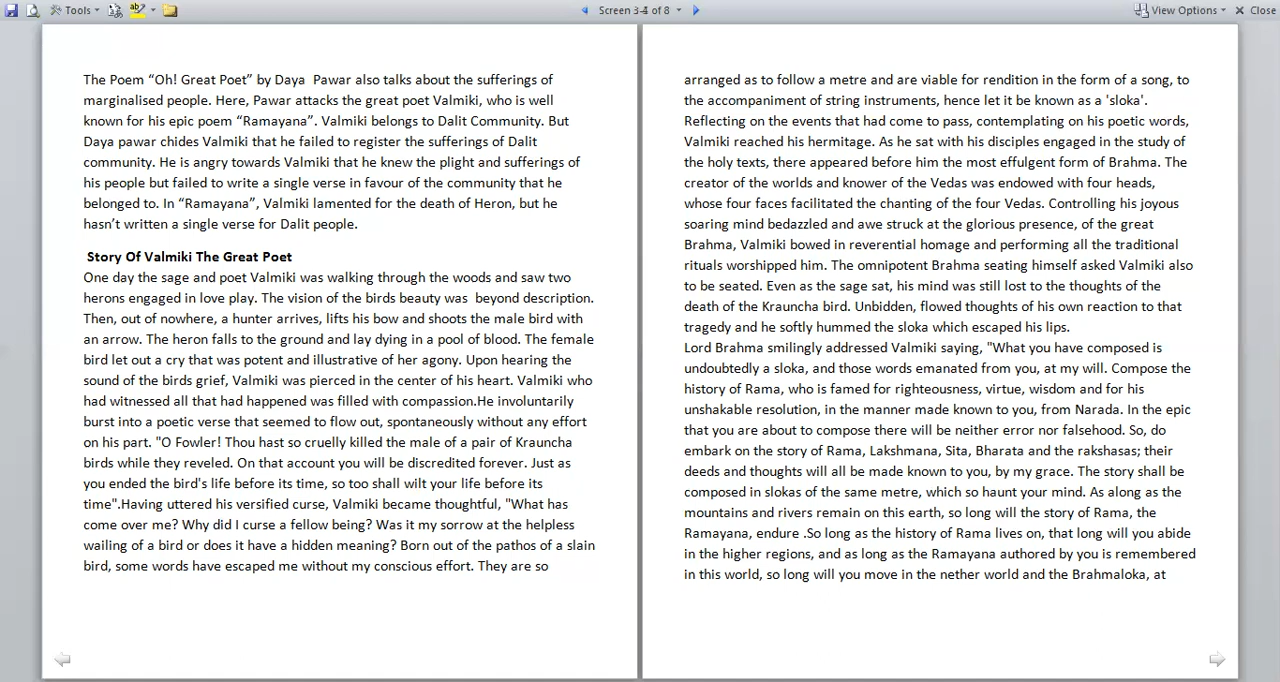 Tools
Screen 3-4 of 8
View Options
Close
The Poem “Oh! Great Poet” by Daya  Pawar also talks about the sufferings of
marginalised people. Here, Pawar attacks the great poet Valmiki, who is well
known for his epic poem “Ramayana”. Valmiki belongs to Dalit Community. But
Daya pawar chides Valmiki that he failed to register the sufferings of Dalit
community. He is angry towards Valmiki that he knew the plight and sufferings of
his people but failed to write a single verse in favour of the community that he
belonged to. In “Ramayana”, Valmiki lamented for the death of Heron, but he
hasn’t written a single verse for Dalit people.
Story Of Valmiki The Great Poet
One day the sage and poet Valmiki was walking through the woods and saw two
herons engaged in love play. The vision of the birds beauty was  beyond description.
Then, out of nowhere, a hunter arrives, lifts his bow and shoots the male bird with
an arrow. The heron falls to the ground and lay dying in a pool of blood. The female
bird let out a cry that was potent and illustrative of her agony. Upon hearing the
sound of the birds grief, Valmiki was pierced in the center of his heart. Valmiki who
had witnessed all that had happened was filled with compassion.He involuntarily
burst into a poetic verse that seemed to flow out, spontaneously without any effort
on his part. "O Fowler! Thou hast so cruelly killed the male of a pair of Krauncha
birds while they reveled. On that account you will be discredited forever. Just as
you ended the bird's life before its time, so too shall wilt your life before its
time".Having uttered his versified curse, Valmiki became thoughtful, "What has
come over me? Why did I curse a fellow being? Was it my sorrow at the helpless
wailing of a bird or does it have a hidden meaning? Born out of the pathos of a slain
bird, some words have escaped me without my conscious effort. They are so
arranged as to follow a metre and are viable for rendition in the form of a song, to
the accompaniment of string instruments, hence let it be known as a 'sloka'.
Reflecting on the events that had come to pass, contemplating on his poetic words,
Valmiki reached his hermitage. As he sat with his disciples engaged in the study of
the holy texts, there appeared before him the most effulgent form of Brahma. The
creator of the worlds and knower of the Vedas was endowed with four heads,
whose four faces facilitated the chanting of the four Vedas. Controlling his joyous
soaring mind bedazzled and awe struck at the glorious presence, of the great
Brahma, Valmiki bowed in reverential homage and performing all the traditional
rituals worshipped him. The omnipotent Brahma seating himself asked Valmiki also
to be seated. Even as the sage sat, his mind was still lost to the thoughts of the
death of the Krauncha bird. Unbidden, flowed thoughts of his own reaction to that
tragedy and he softly hummed the sloka which escaped his lips.
Lord Brahma smilingly addressed Valmiki saying, "What you have composed is
undoubtedly a sloka, and those words emanated from you, at my will. Compose the
history of Rama, who is famed for righteousness, virtue, wisdom and for his
unshakable resolution, in the manner made known to you, from Narada. In the epic
that you are about to compose there will be neither error nor falsehood. So, do
embark on the story of Rama, Lakshmana, Sita, Bharata and the rakshasas; their
deeds and thoughts will all be made known to you, by my grace. The story shall be
composed in slokas of the same metre, which so haunt your mind. As along as the
mountains and rivers remain on this earth, so long will the story of Rama, the
Ramayana, endure .So long as the history of Rama lives on, that long will you abide
in the higher regions, and as long as the Ramayana authored by you is remembered
in this world, so long will you move in the nether world and the Brahmaloka, at